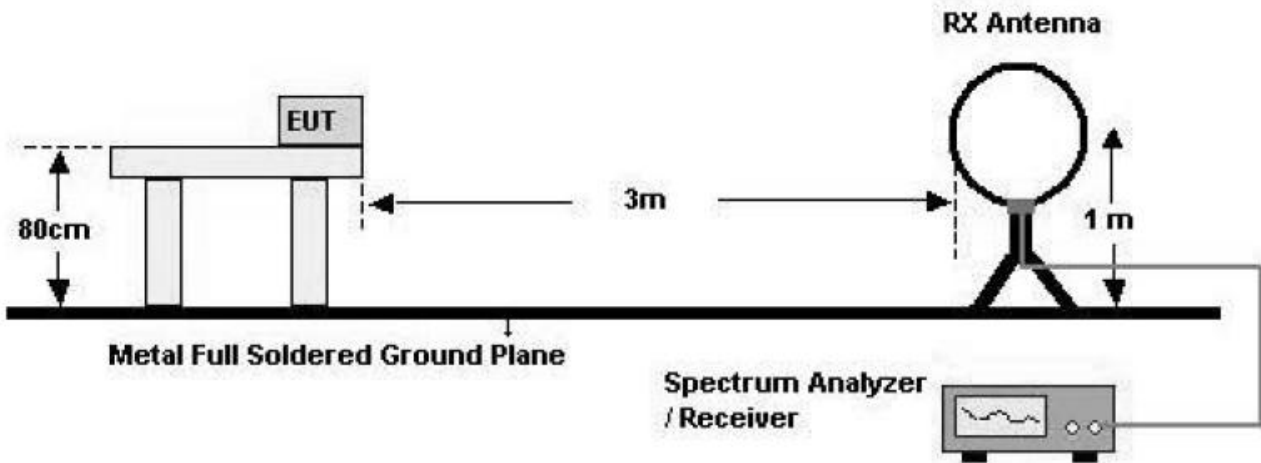 RX Antenna
EUT
80cm
3m
1 m
Metal Full Soldered Ground Plane
Spectrum Analyzer
/ Receiver